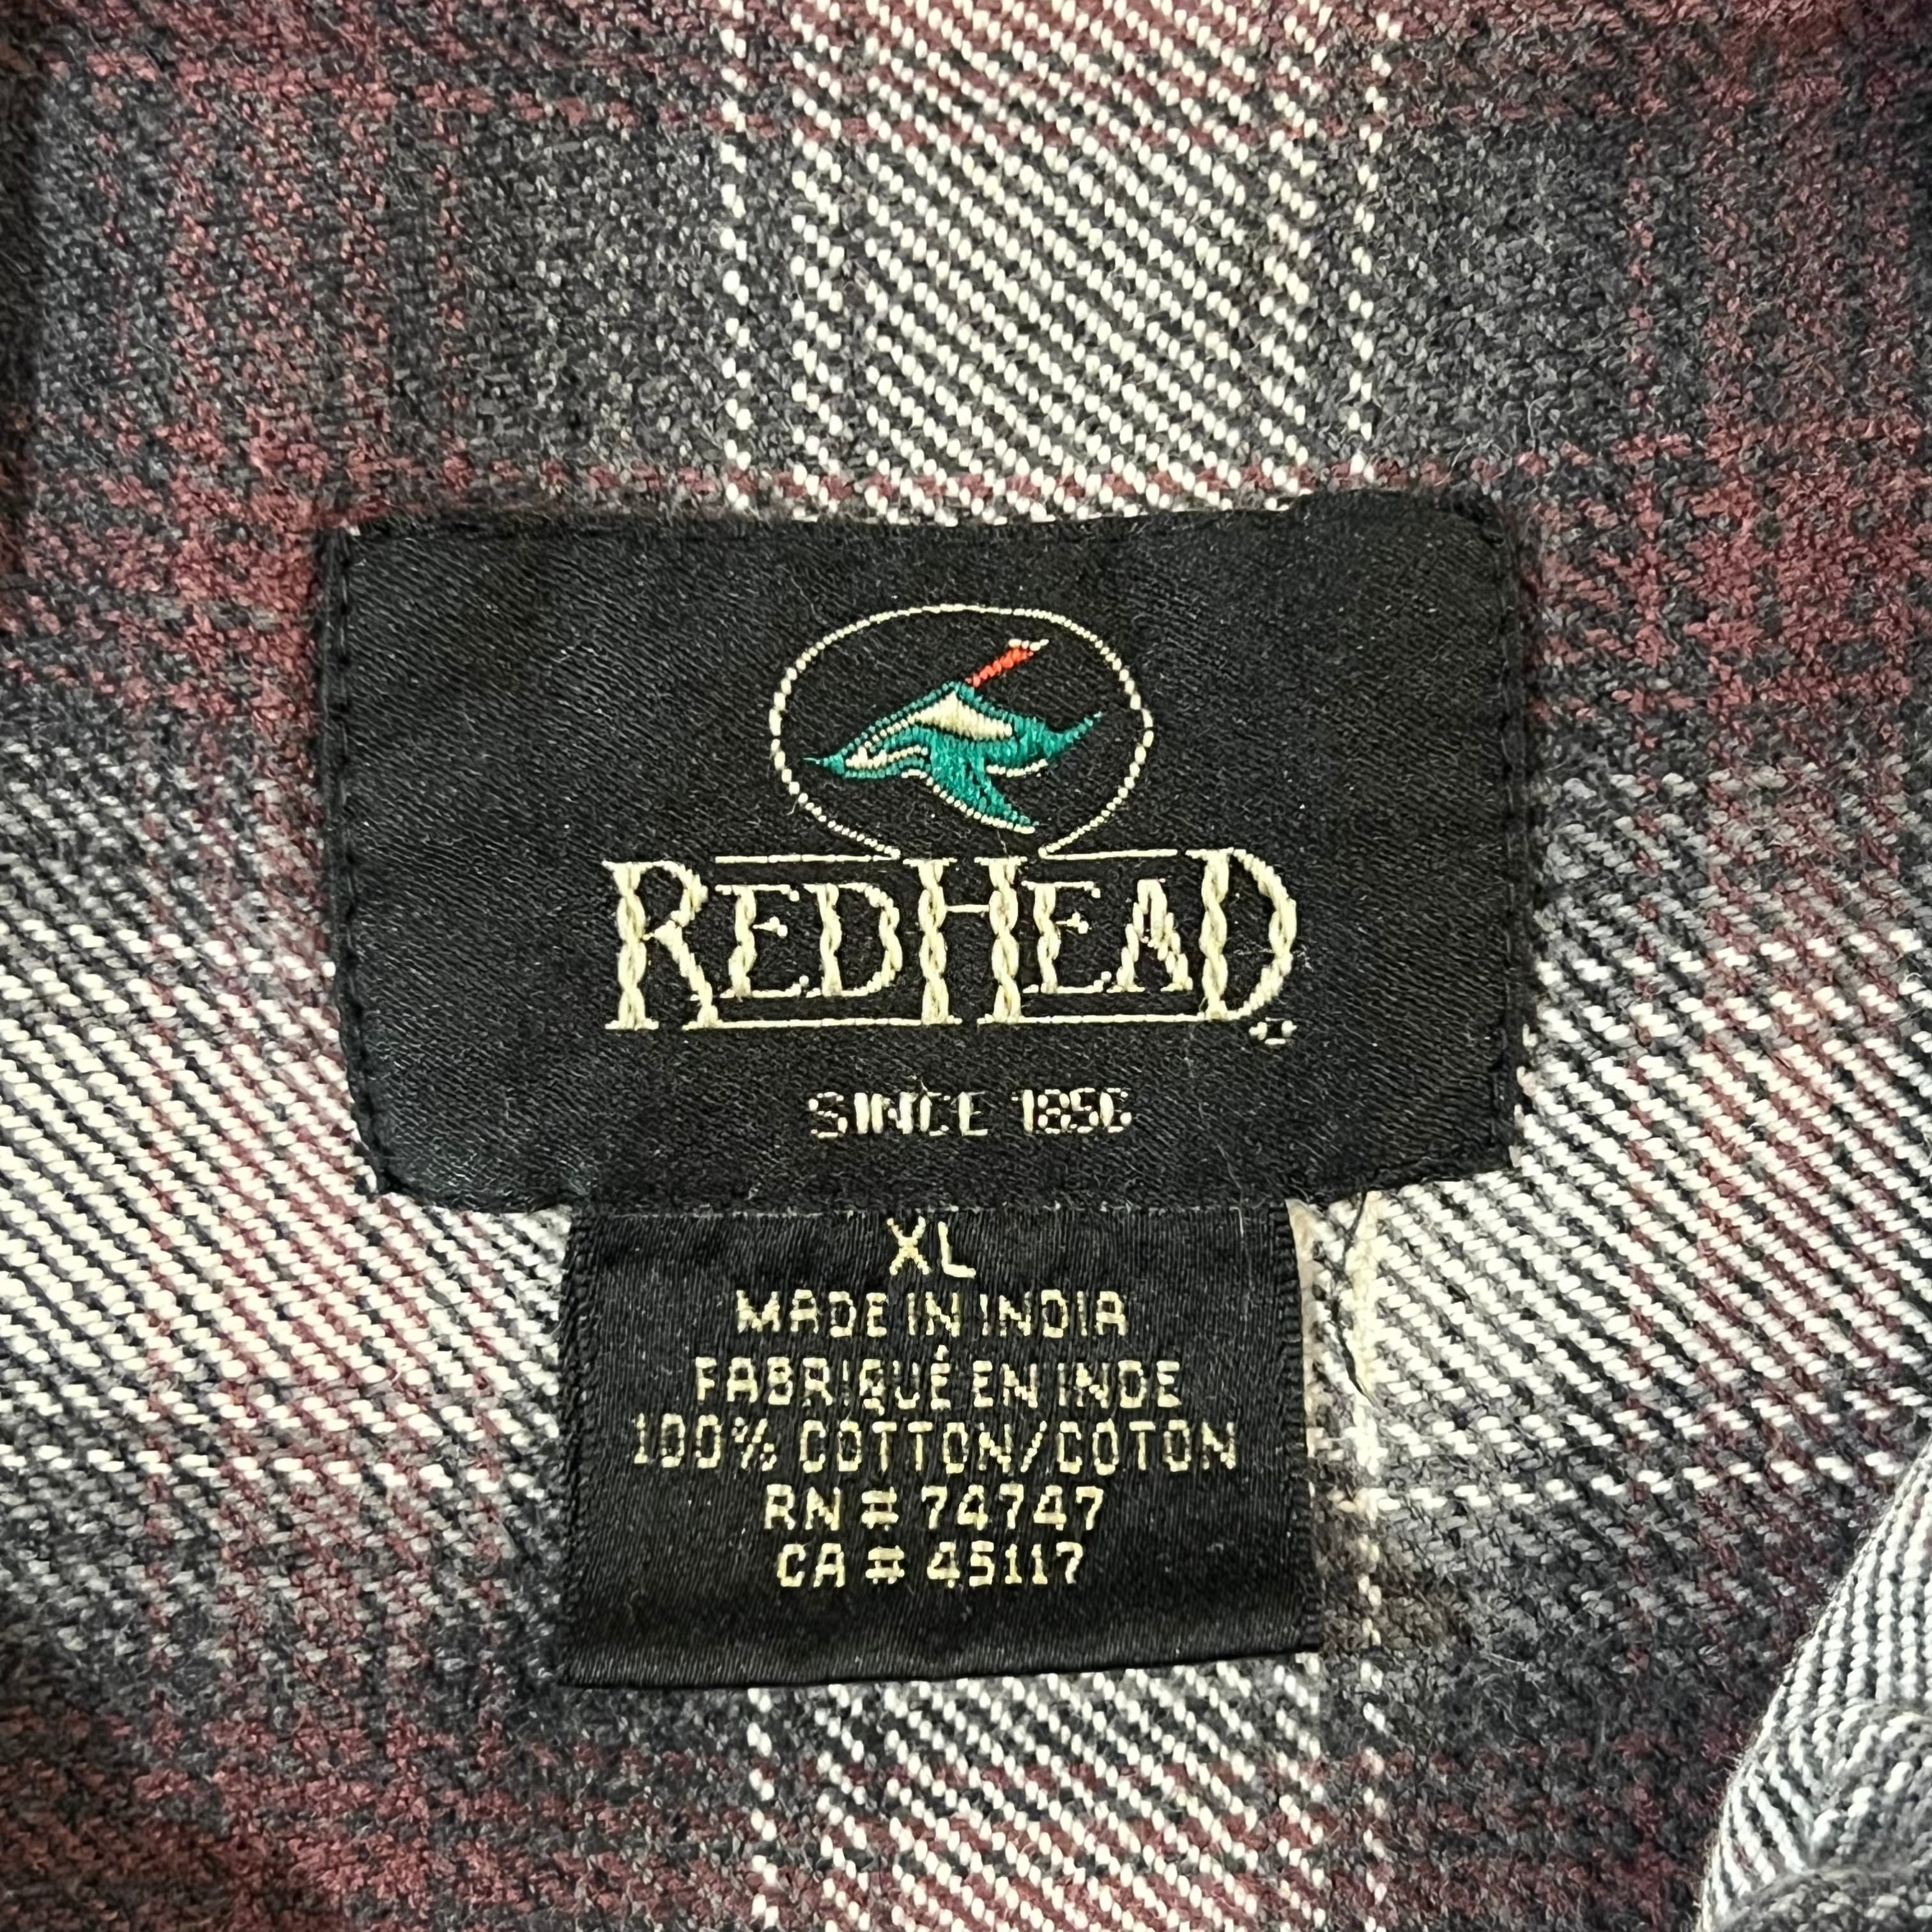 REDHEAD
SINCE 1856
XL
MADE IN INDIA
FABRIQUÉ EN INDE
100% COTTON/COTON
RN # 74747
CA # 45117